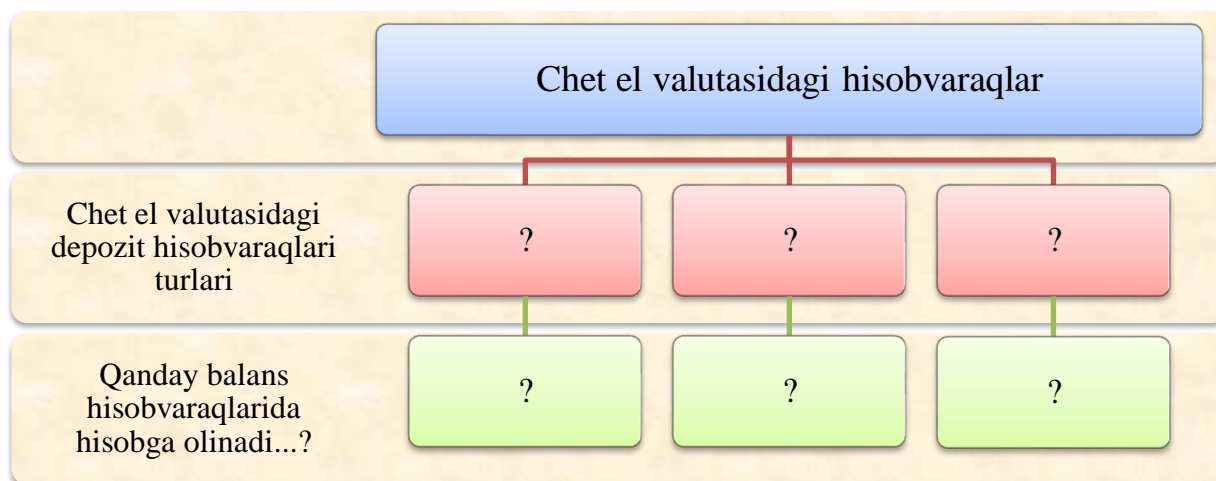 Chet el valutasidagi hisobvaraqlar
Chet el valutasidagi
depozit hisobvaraqlari
turlari
?
?
?
Qanday balans
hisobvaraqlarida
hisobga olinadi...?
?
?
?